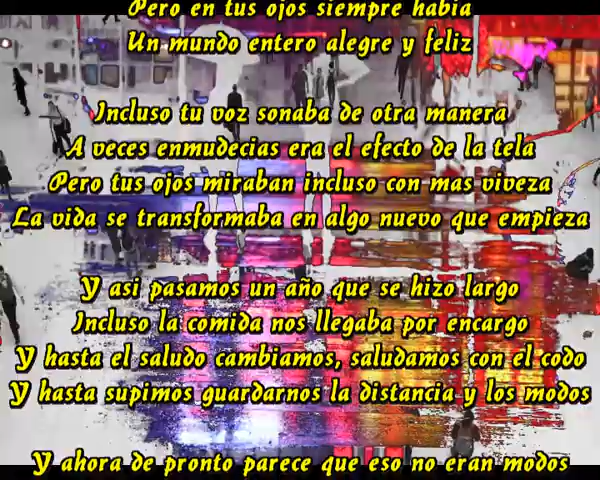 Pero en tus ojos siempre habia
Un mundo entero alegre y feliz
Incluso tu voz sonaba de otra manera
A veces enmudecias era el efecto de la tela
Pero tus ojos miraban incluso con mas viveza
La vida se transformaba en algo nuevo que empieza
Y asi pasamos un año que se hizo largo
Incluso la comida nos llegaba por encargo
Y hasta el saludo cambiamos, saludamos con el codo
Y hasta supimos guardarnos la distancia y los modos
Y ahora de pronto parece que eso no eran modos